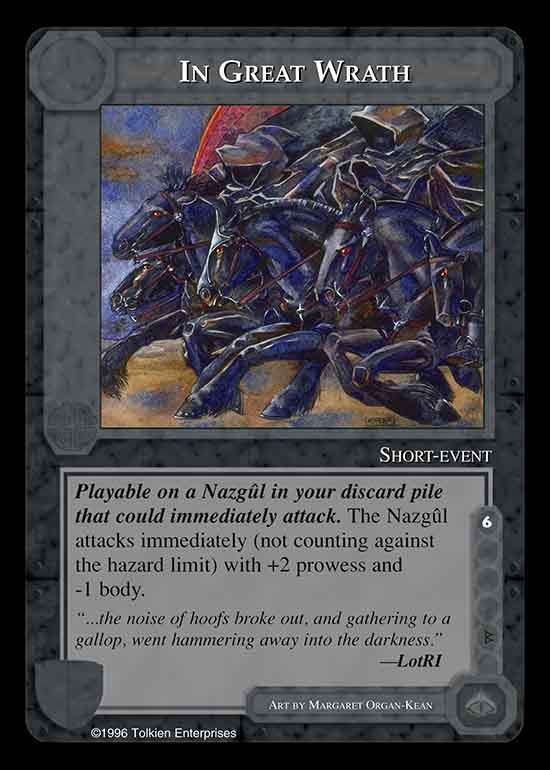 In Great Wrath
Short-event
Playable on a Nazgûl in your discard pile
that could immediately attack. The Nazgûl
attacks immediately (not counting against
the hazard limit) with +2 prowess and
-1 body.
6
“...the noise of hoofs broke out, and gathering to a
gallop, went hammering away into the darkness.”
—LotRI
Art by Margaret Organ-Kean
©1996 Tolkien Enterprises